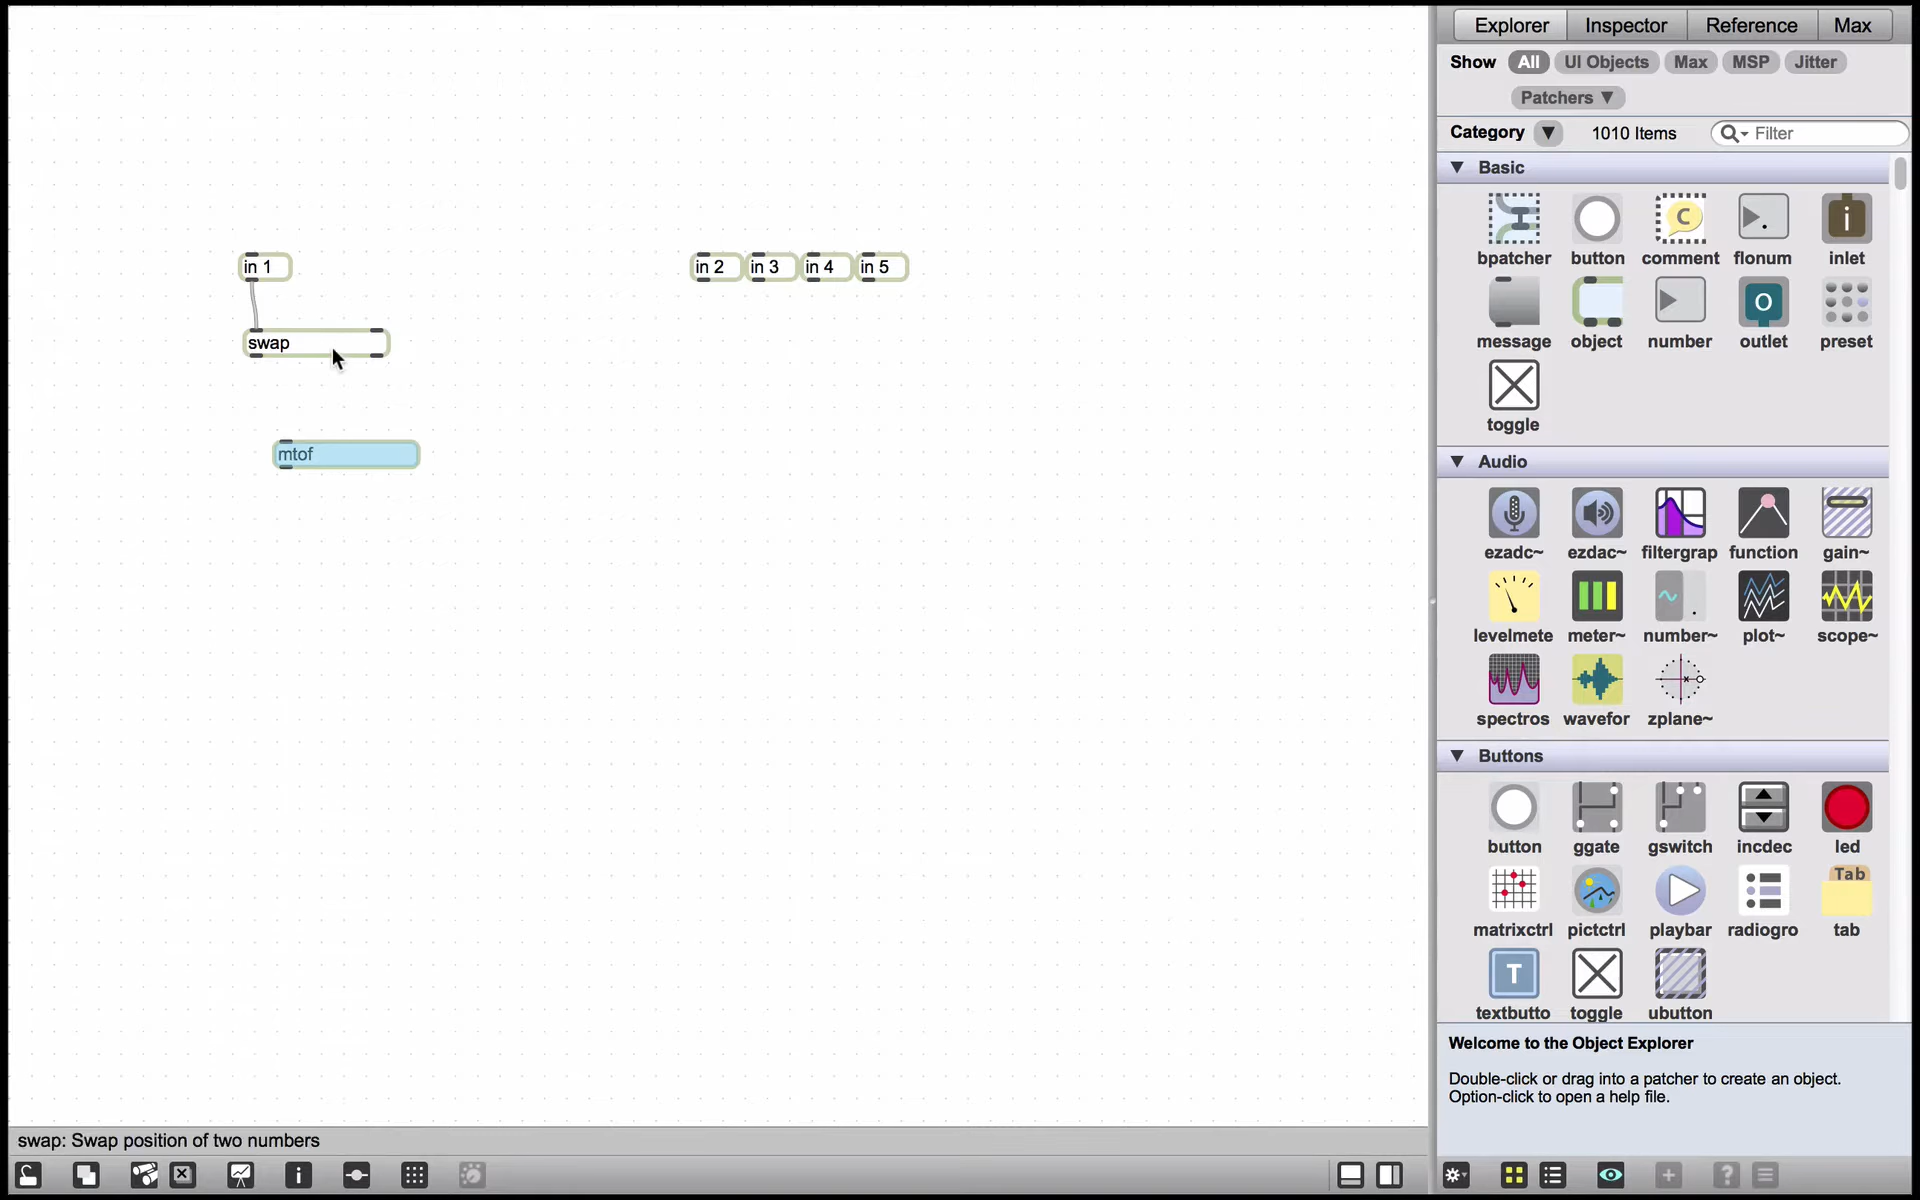 Explorer Inspector Reference Max
Show All UI Objects Max MSP Jitter
Patchers ▼
Category ▼ 1010 Items Filter
in 1
in 2 in 3 in 4 in 5
swap
mtof
Basic
bpatcher button comment flonum inlet
message object number outlet preset
toggle
Audio
ezadc~ ezdac~ filtergrap function gain~
levelmete meter~ number~ plot~ scope~
spectros wavefor zplane~
Buttons
button ggate gswitch incdec led
Tab
matrixctrl pictctrl playbar radiogro tab
T
textbutto toggle ubutton
Welcome to the Object Explorer
Double-click or drag into a patcher to create an object.
Option-click to open a help file.
swap: Swap position of two numbers